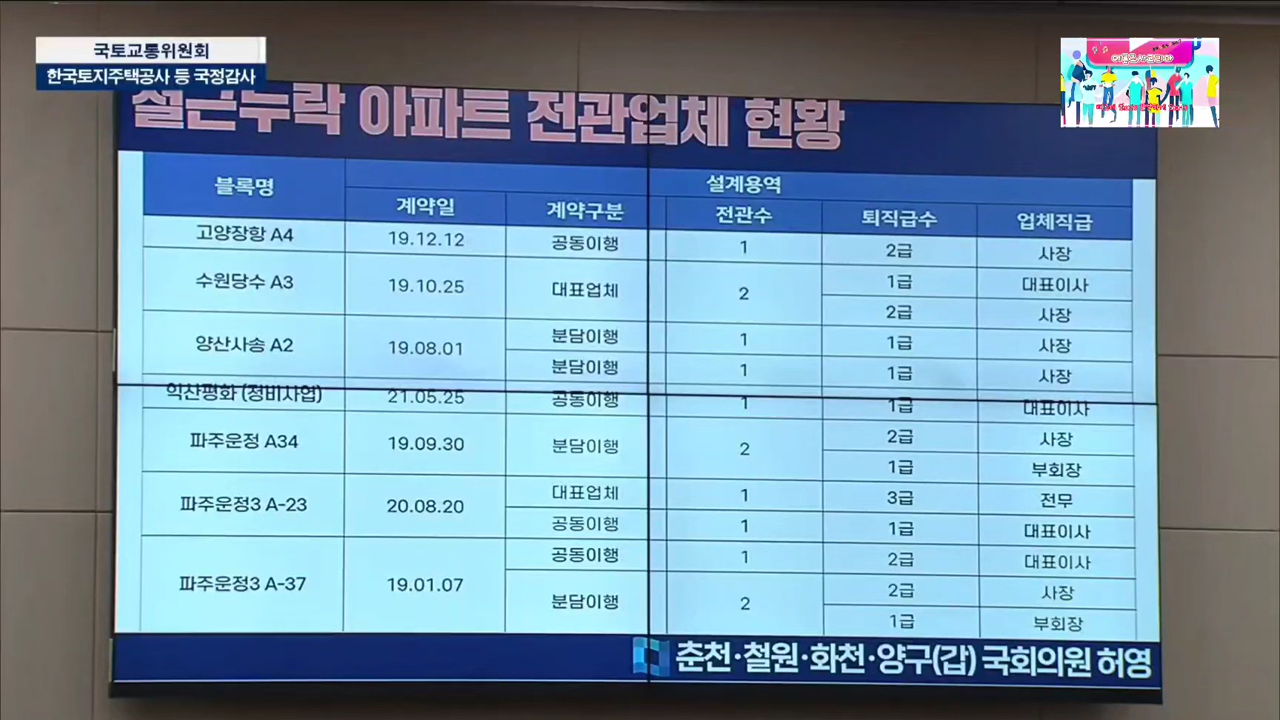 국토교통위원회
한국토지주택공사 등 국정감사
철근누락 아파트 전관업체 현황
블록명 설계용역
계약일 계약구분 전관수 퇴직급수 업체직급
고양장항 A4 19.12.12 공동이행 1 2급 사장
수원당수 A3 19.10.25 대표업체 2 1급 대표이사
2급 사장
양산사송 A2 19.08.01 분담이행 1 1급 사장
분담이행 1 1급 사장
익산평화 (정비사업) 21.05.25 공동이행 1 1급 대표이사
파주운정 A34 19.09.30 분담이행 2 2급 사장
1급 부회장
파주운정3 A-23 20.08.20 대표업체 1 3급 전무
공동이행 1 1급 대표이사
파주운정3 A-37 19.01.07 공동이행 1 2급 대표이사
분담이행 2 2급 사장
1급 부회장
춘천·철원·화천·양구(갑) 국회의원 허영